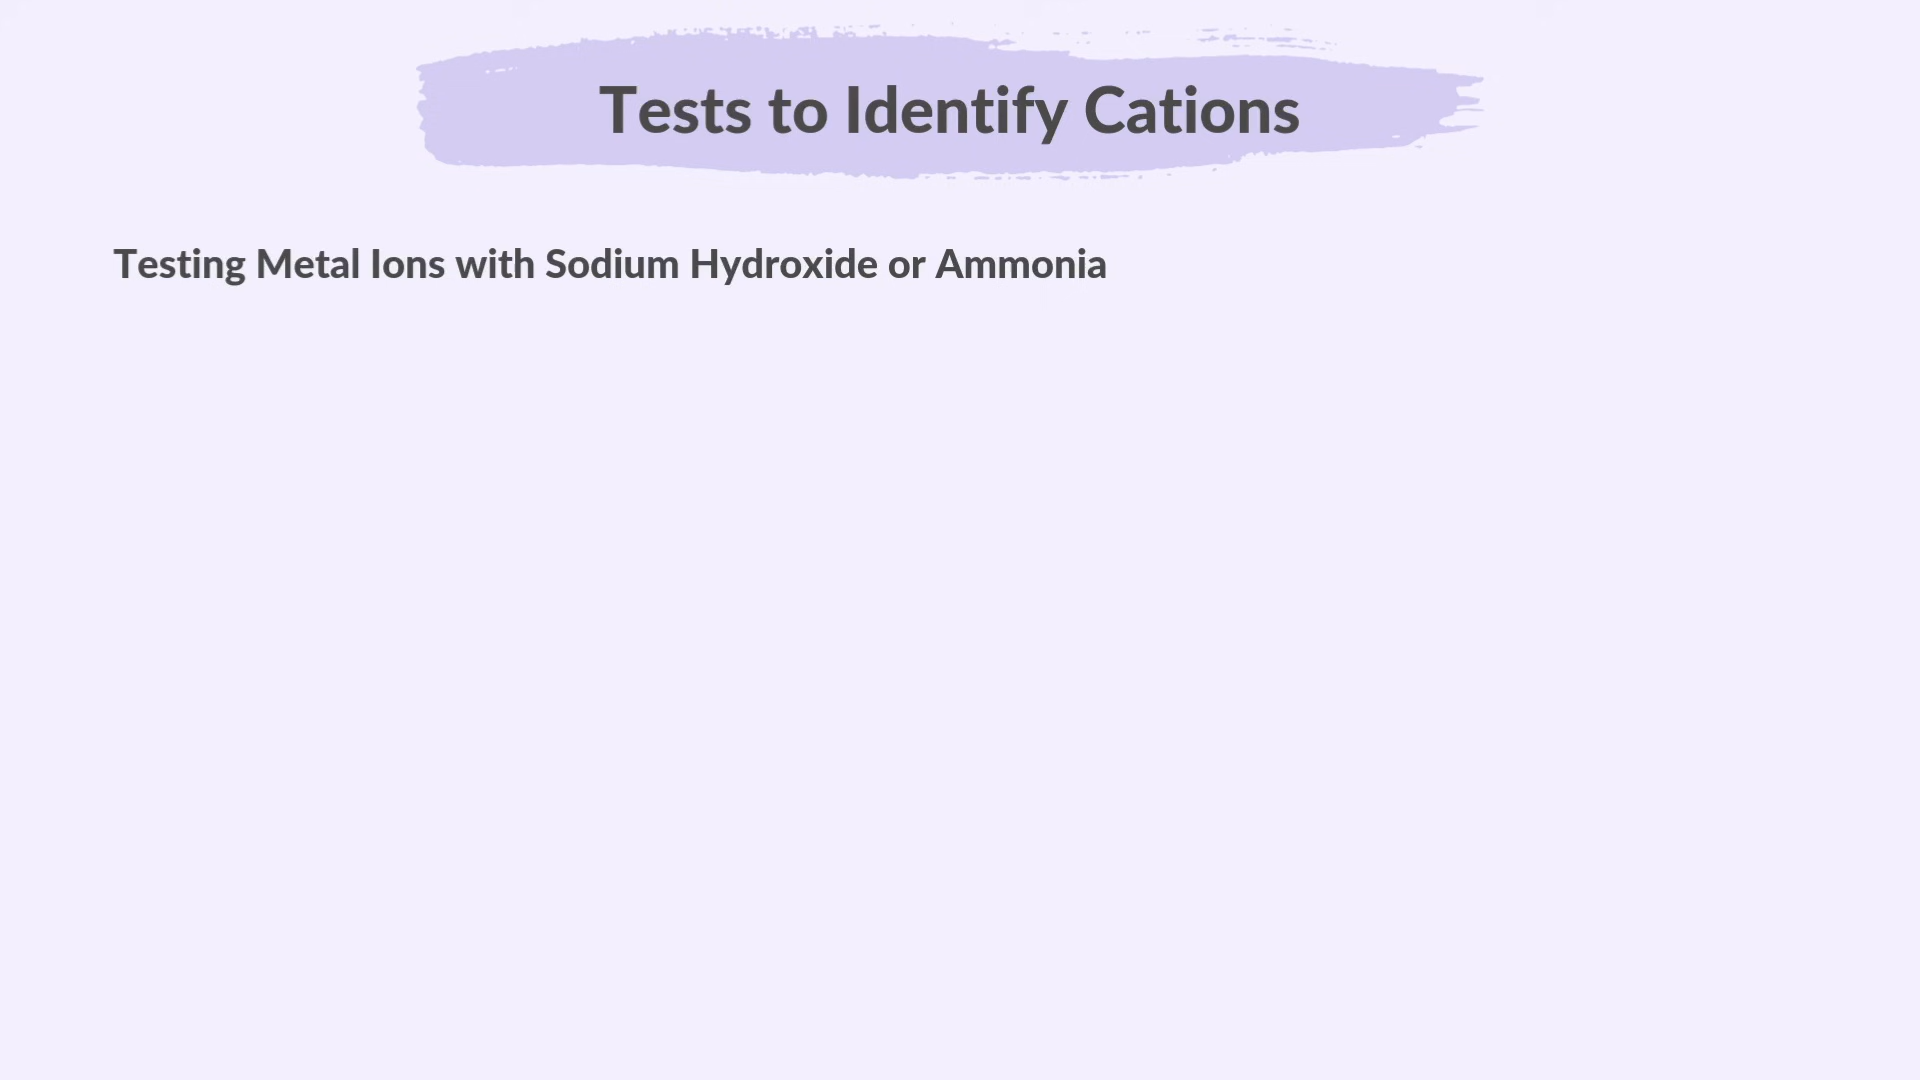 Tests to Identify Cations
Testing Metal Ions with Sodium Hydroxide or Ammonia